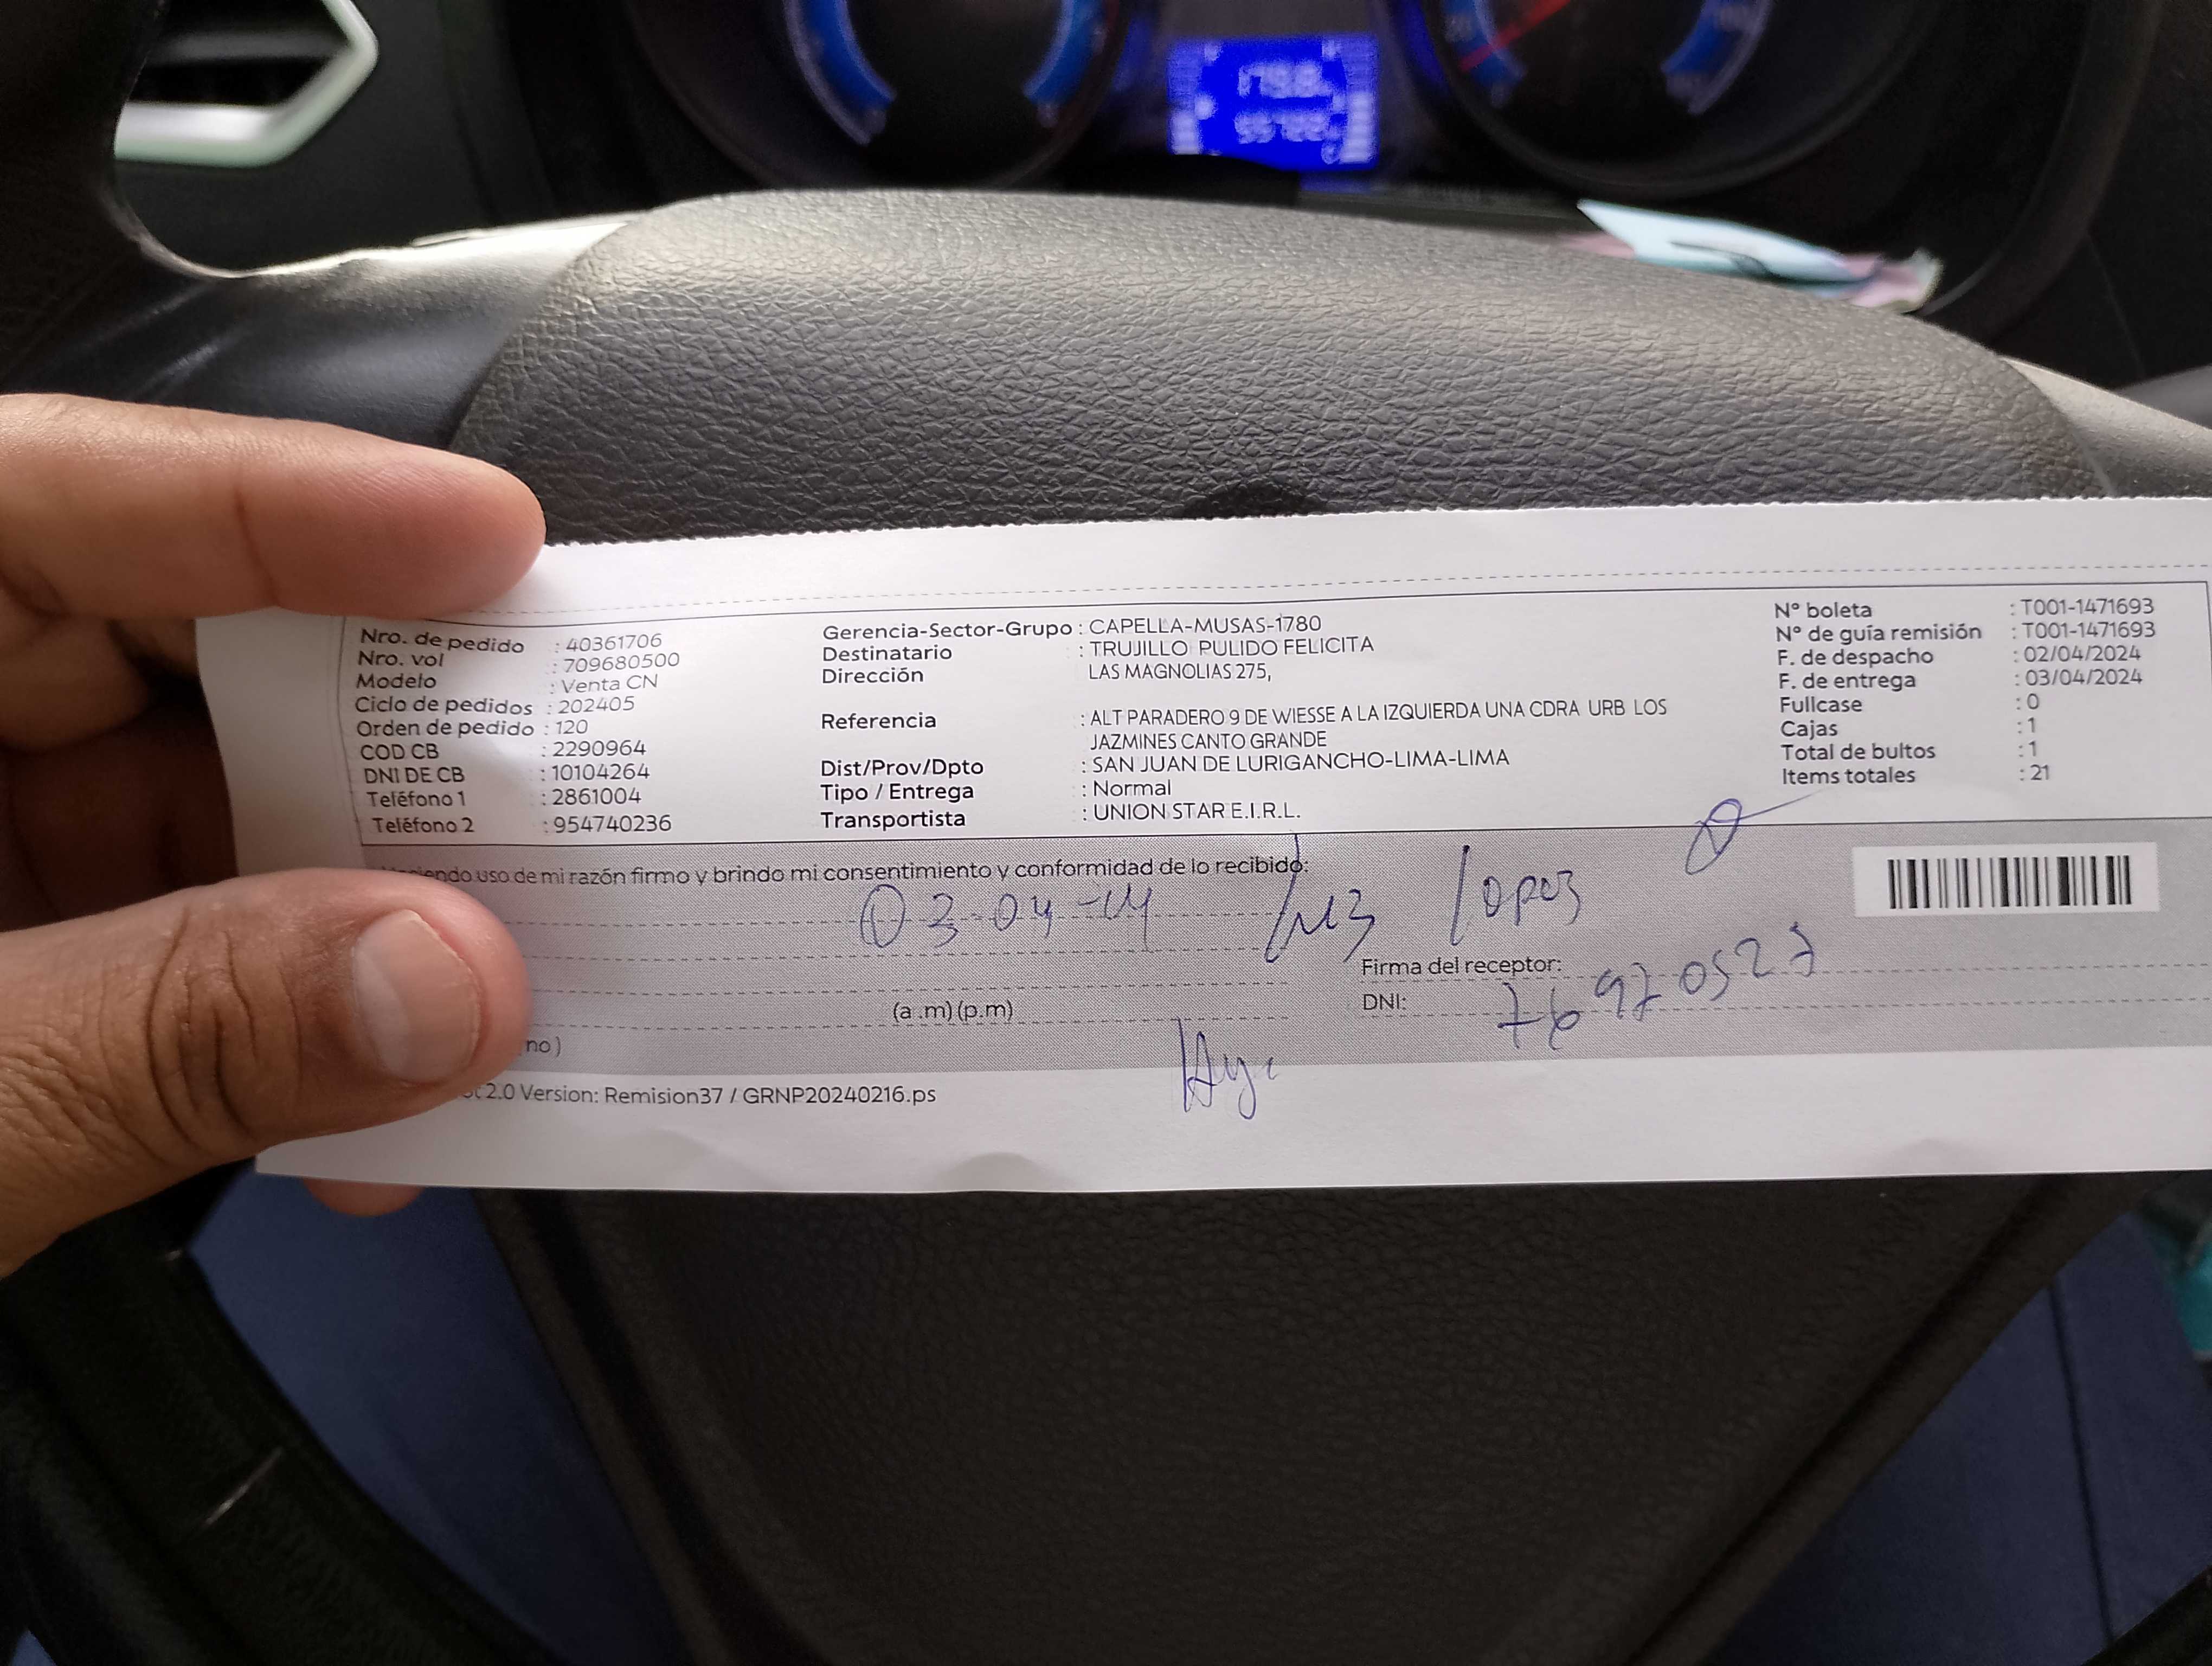 Nro. de pedido : 40361706
Nro. vol : 709680500
Modelo : Venta CN
Ciclo de pedidos : 202405
Orden de pedido : 120
COD CB : 2290964
DNI DE CB : 10104264
Teléfono 1 : 2861004
Teléfono 2 : 954740236
Gerencia-Sector-Grupo : CAPELLA-MUSAS-1780
Destinatario : TRUJILLO PULIDO FELICITA
Dirección LAS MAGNOLIAS 275,
Referencia : ALT PARADERO 9 DE WIESSE A LA IZQUIERDA UNA CDRA URB LOS
JAZMINES CANTO GRANDE
Dist/Prov/Dpto : SAN JUAN DE LURIGANCHO-LIMA-LIMA
Tipo / Entrega : Normal
Transportista : UNION STAR E.I.R.L.
N° boleta : T001-1471693
N° de guía remisión : T001-1471693
F. de despacho : 02/04/2024
F. de entrega : 03/04/2024
Fullcase : 0
Cajas : 1
Total de bultos : 1
Items totales : 21
uso de mi razón firmo y brindo mi consentimiento y conformidad de lo recibido:
03-04- Luz Lopez
Firma del receptor:
(a .m) (p.m) DNI: 76970527
no )
2.0 Version: Remision37 / GRNP20240216.ps